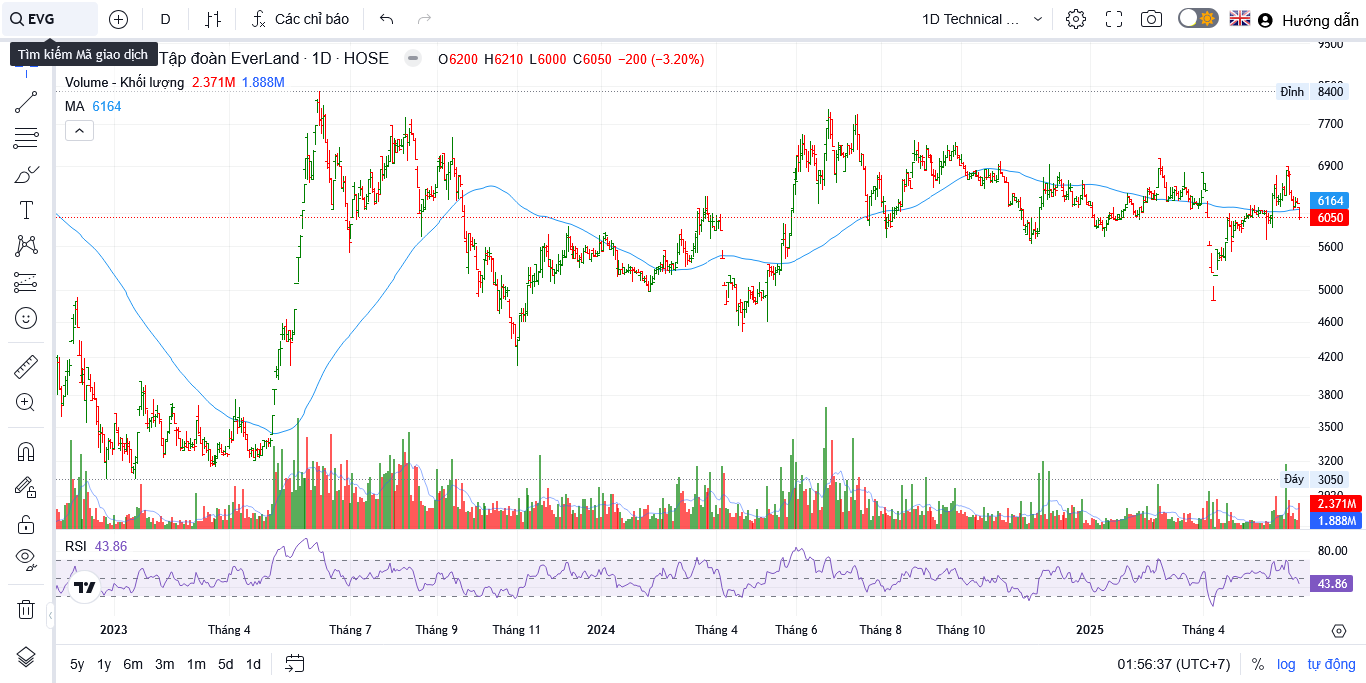 EVG
D
Các chỉ báo
1D Technical ...
Hướng dẫn
Tìm kiếm Mã giao dịch
Tập đoàn EverLand · 1D · HOSE
O6200 H6210 L6000 C6050 −200 (−3.20%)
Volume - Khối lượng 2.371M 1.888M
MA 6164
9500
Đỉnh 8400
7700
6900
6164
6050
5600
5000
4600
4200
3800
3500
3200
Đáy 3050
2.371M
1.888M
RSI 43.86
80.00
43.86
2023 Tháng 4 Tháng 7 Tháng 9 Tháng 11 2024 Tháng 4 Tháng 6 Tháng 8 Tháng 10 2025 Tháng 4
5y 1y 6m 3m 1m 5d 1d
01:56:37 (UTC+7) % log tự động